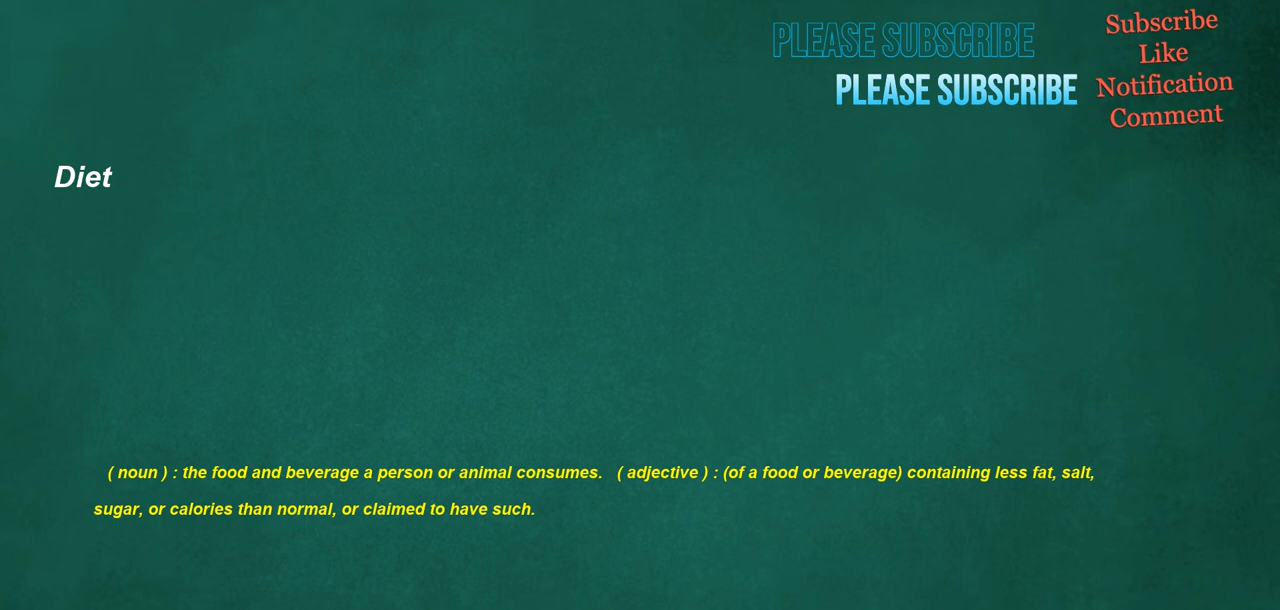 PLEASE SUBSCRIBE
PLEASE SUBSCRIBE
Subscribe
Like
Notification
Comment
Diet
( noun ) : the food and beverage a person or animal consumes. ( adjective ) : (of a food or beverage) containing less fat, salt,
sugar, or calories than normal, or claimed to have such.